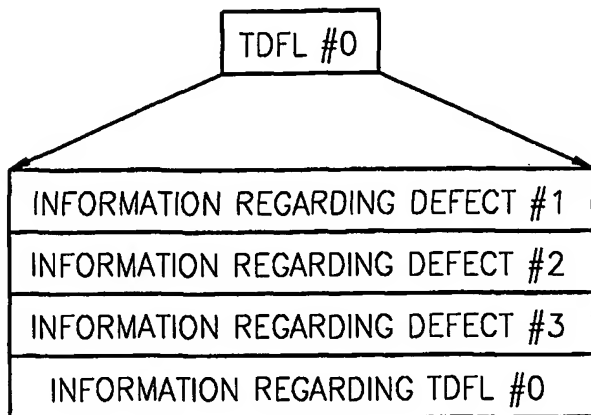 TDFL #0
INFORMATION REGARDING DEFECT #1
INFORMATION REGARDING DEFECT #2
INFORMATION REGARDING DEFECT #3
INFORMATION REGARDING TDFL #0